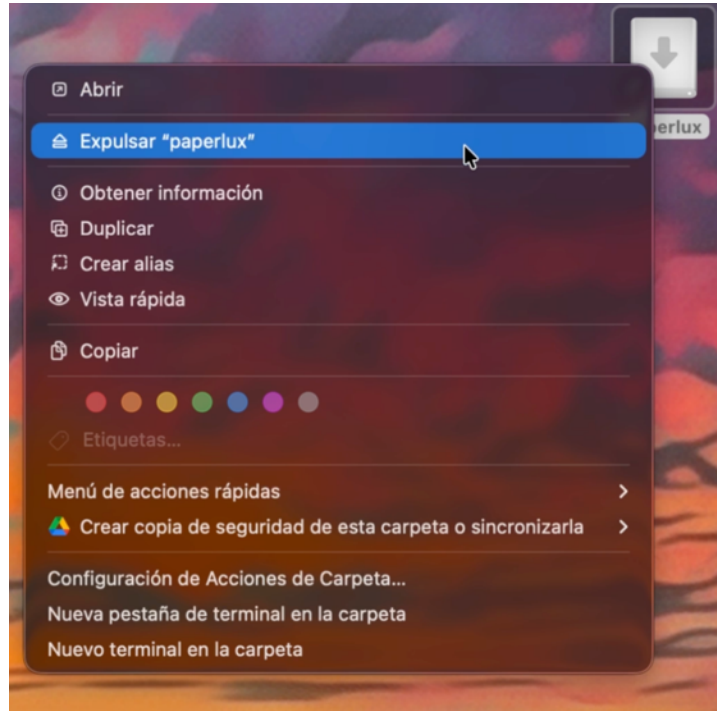 Abrir
erlux
Expulsar “paperlux”
Obtener información
Duplicar
Crear alias
Vista rápida
Copiar
Etiquetas...
Menú de acciones rápidas
Crear copia de seguridad de esta carpeta o sincronizarla
Configuración de Acciones de Carpeta...
Nueva pestaña de terminal en la carpeta
Nuevo terminal en la carpeta